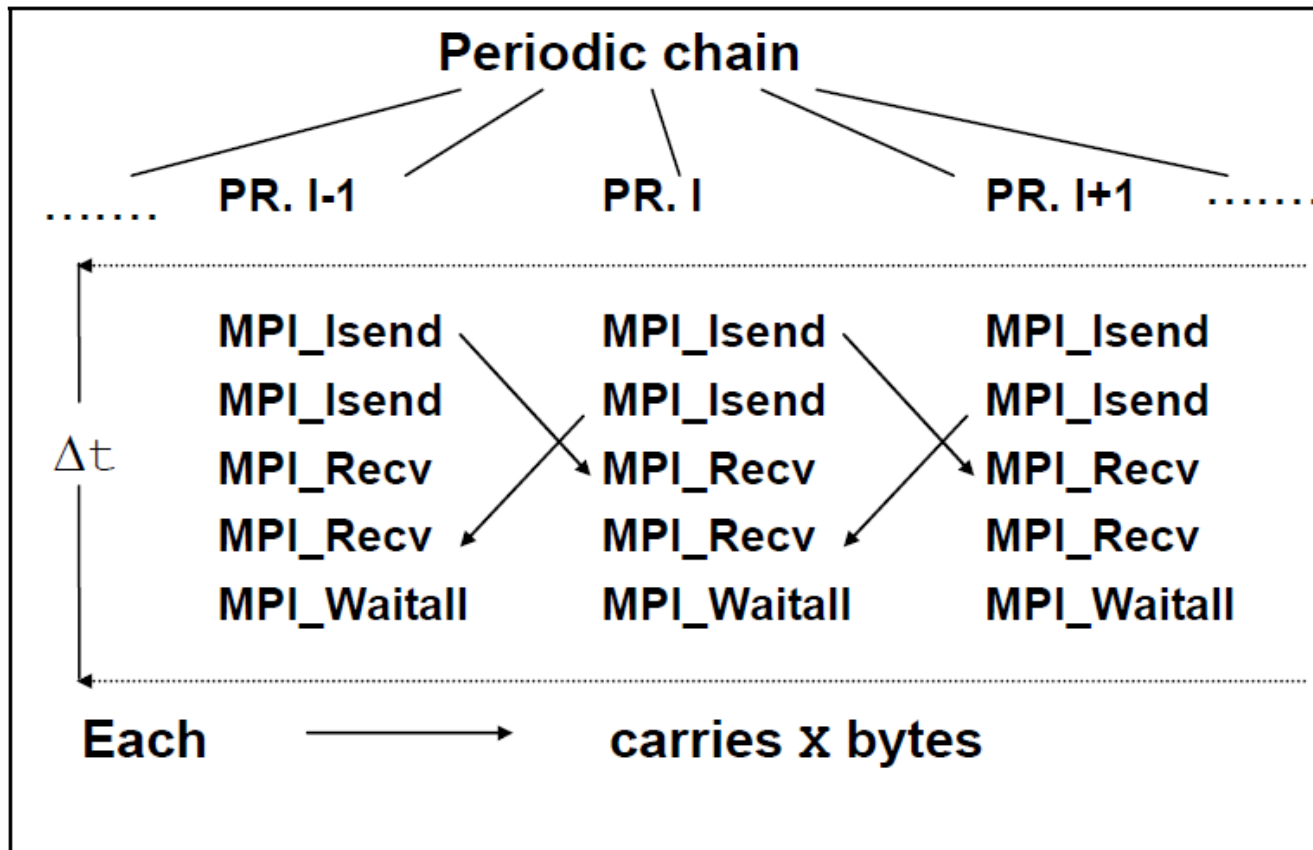 Periodic chain
....... PR. I-1 PR. I PR. I+1 .......
MPI_Isend MPI_Isend MPI_Isend
MPI_Isend MPI_Isend MPI_Isend
Δt MPI_Recv MPI_Recv MPI_Recv
MPI_Recv MPI_Recv MPI_Recv
MPI_Waitall MPI_Waitall MPI_Waitall
Each carries x bytes